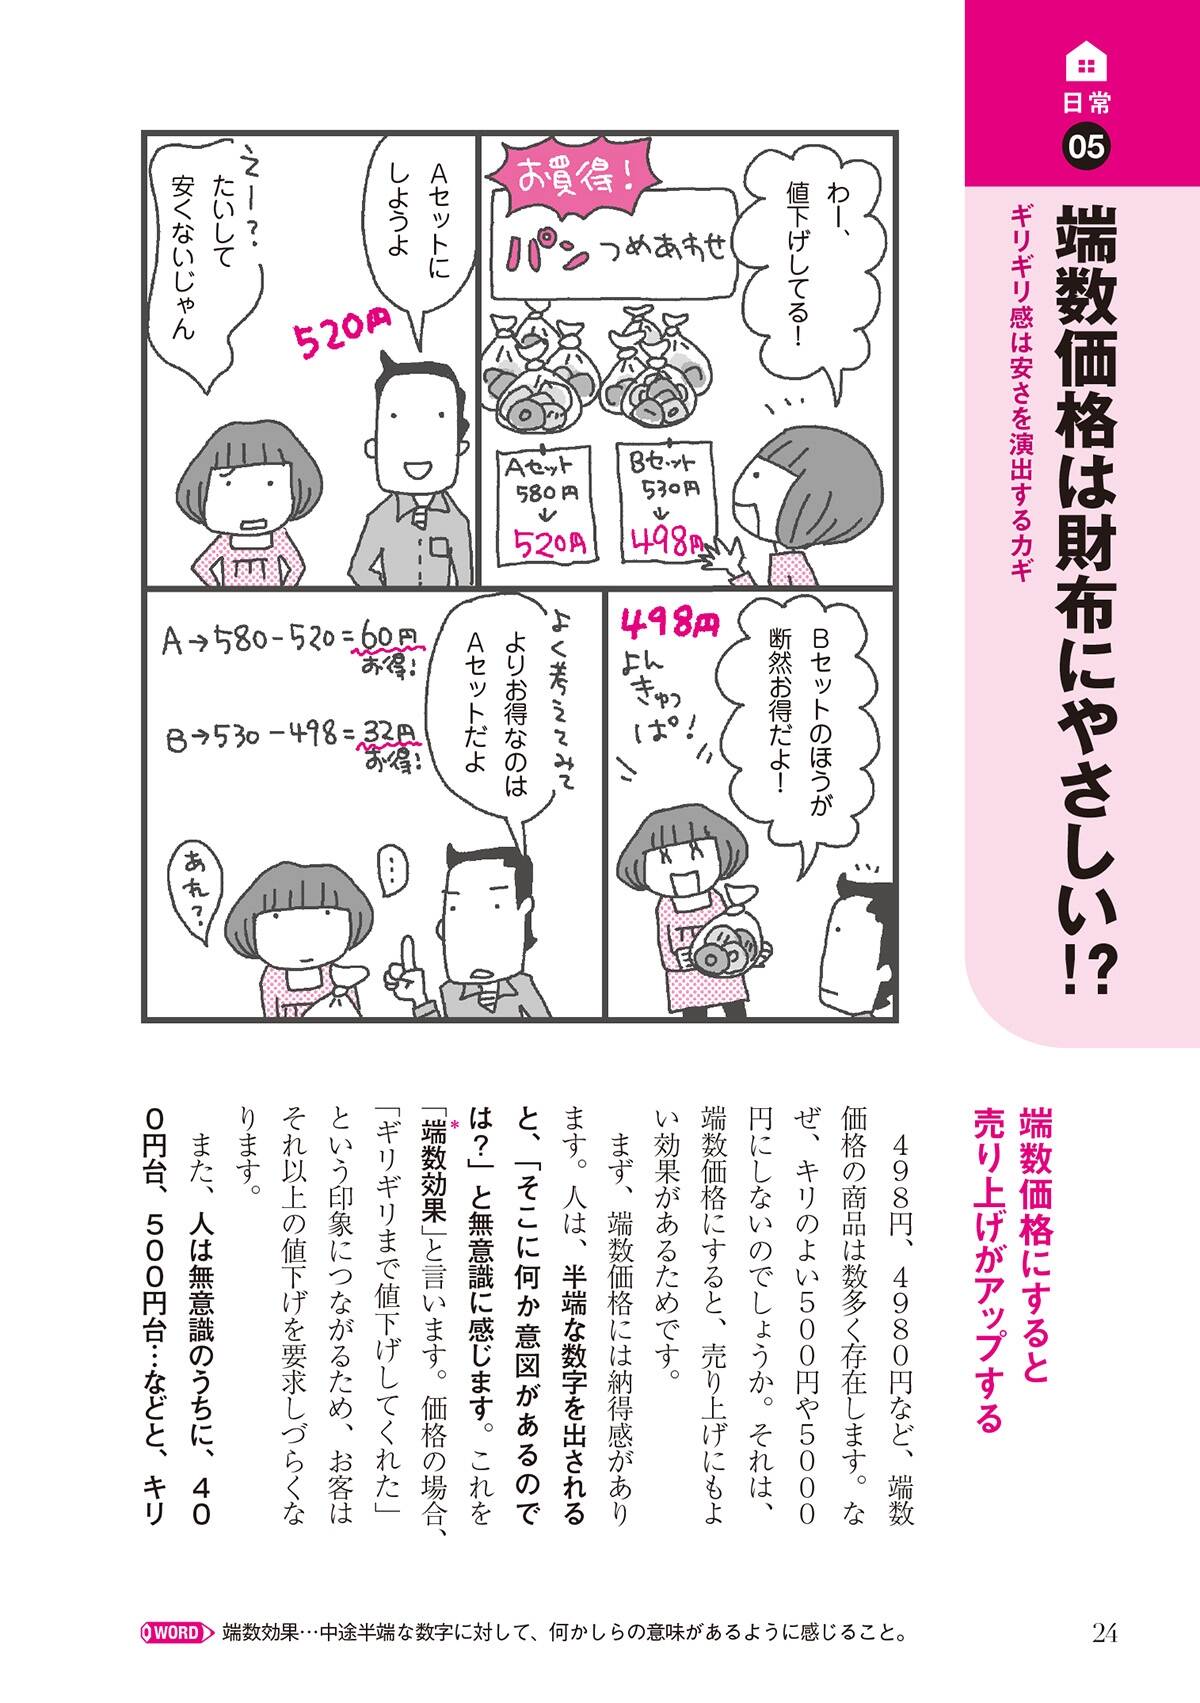 日常
05
端数価格は財布にやさしい!?
ギリギリ感は安さを演出するカギ
わー、
値下げしてる！
お買得！
パンつめあわせ
Aセット
580円
↓
520円
Bセット
530円
↓
498円
Aセットに
しようよ
520円
えー？
たいして
安くないじゃん
Bセットのほうが
断然お得だよ！
498円
よん
きゅっ
ぱ！
よく考えてみて
よりお得なのは
Aセットだよ
A→580-520=60円
お得！
B→530-498=32円
お得！
…
あれ？
端数価格にすると
売り上げがアップする
498円、4980円など、端数
価格の商品は数多く存在します。な
ぜ、キリのよい500円や5000
円にしないのでしょうか。それは、
端数価格にすると、売り上げにもよ
い効果があるためです。
まず、端数価格には納得感があり
ます。人は、半端な数字を出される
と、「そこに何か意図があるので
は？」と無意識に感じます。これを
「端数効果*」と言います。価格の場合、
「ギリギリまで値下げしてくれた」
という印象につながるため、お客は
それ以上の値下げを要求しづらくな
ります。
また、人は無意識のうちに、40
0円台、500円台…などと、キリ
WORD 端数効果…中途半端な数字に対して、何かしらの意味があるように感じること。
24